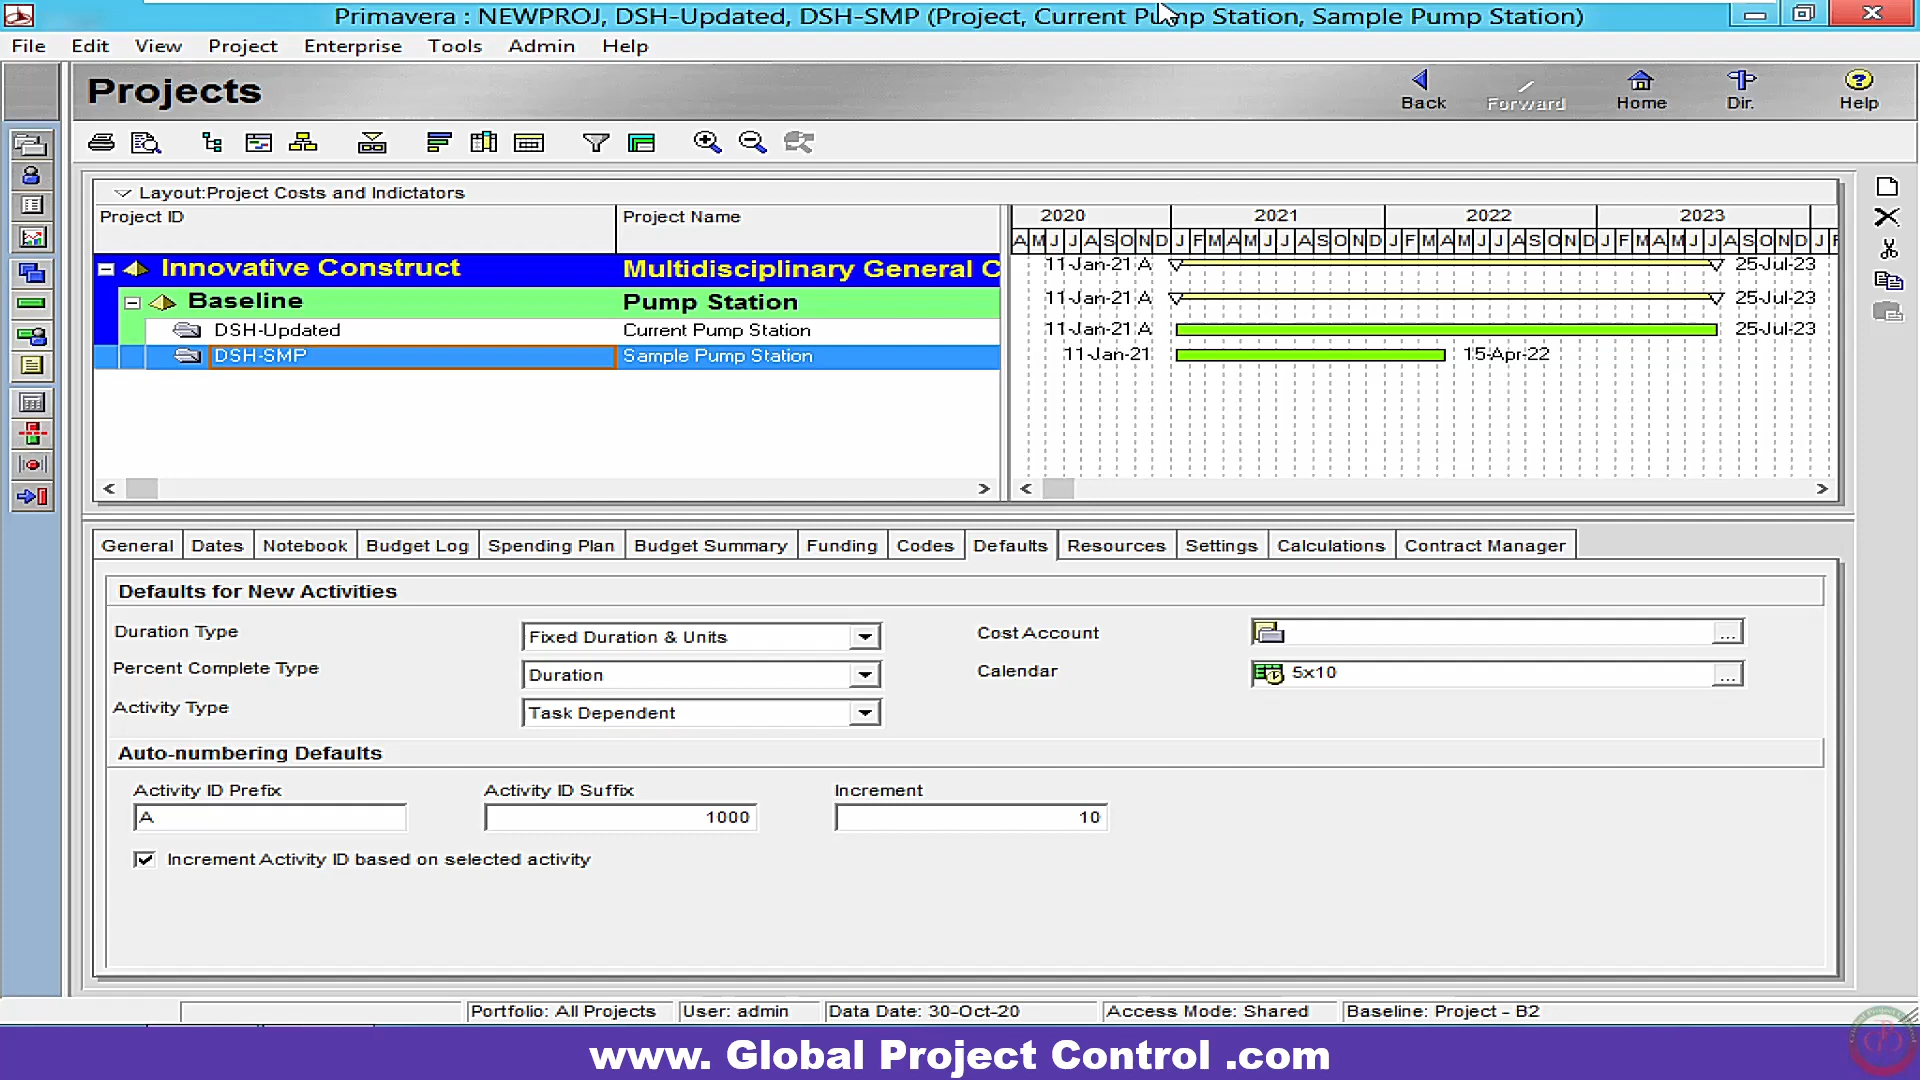 Primavera : NEWPROJ, DSH-Updated, DSH-SMP (Project, Current Pump Station, Sample Pump Station)
File Edit View Project Enterprise Tools Admin Help
Projects
Back Forward Home Dir. Help
Layout:Project Costs and Indictators
Project ID Project Name
2020 2021 2022 2023
A M J J A S O N D J F M A M J J A S O N D J F M A M J J A S O N D J F M A M J J A S O N D J F
Innovative Construct Multidisciplinary General C 11-Jan-21 A 25-Jul-23
Baseline Pump Station 11-Jan-21 A 25-Jul-23
DSH-Updated Current Pump Station 11-Jan-21 A 25-Jul-23
DSH-SMP Sample Pump Station 11-Jan-21 15-Apr-22
General Dates Notebook Budget Log Spending Plan Budget Summary Funding Codes Defaults Resources Settings Calculations Contract Manager
Defaults for New Activities
Duration Type Fixed Duration & Units Cost Account ...
Percent Complete Type Duration Calendar 5x10 ...
Activity Type Task Dependent
Auto-numbering Defaults
Activity ID Prefix Activity ID Suffix Increment
A 1000 10
Increment Activity ID based on selected activity
Portfolio: All Projects User: admin Data Date: 30-Oct-20 Access Mode: Shared Baseline: Project - B2
www. Global Project Control .com